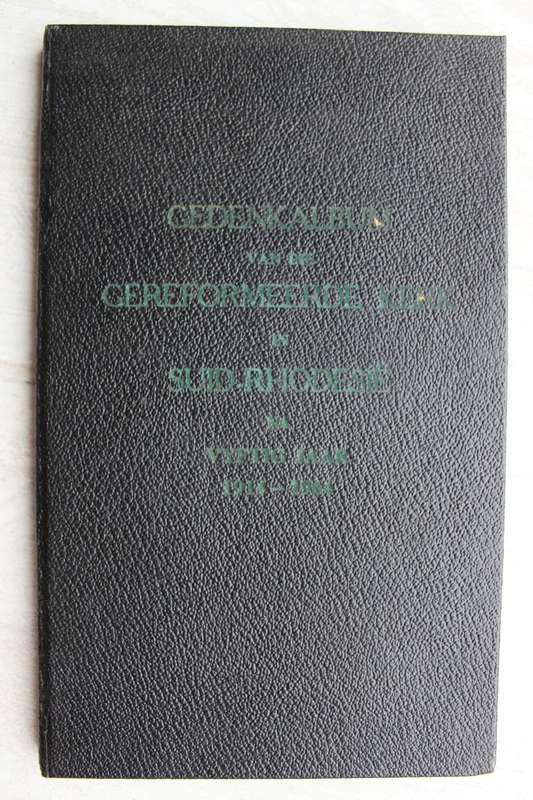 GEDENKALBUM
VAN DIE
GEREFORMEERDE KERK
IN
SUID-RHODESIË
NA
VYFTIG JAAR
1914 - 1964